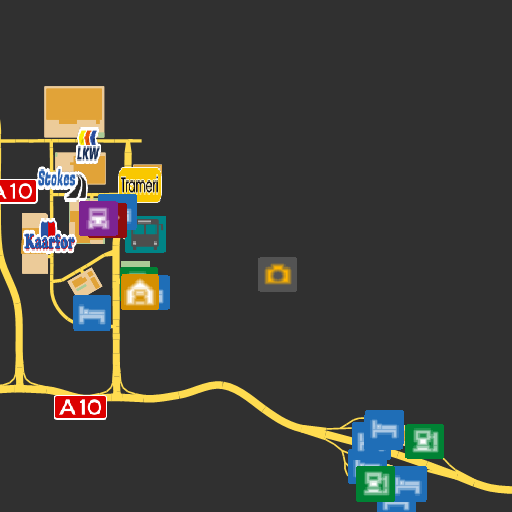 LKW
Stokes
Trameri
A10
Kaarfor
A10